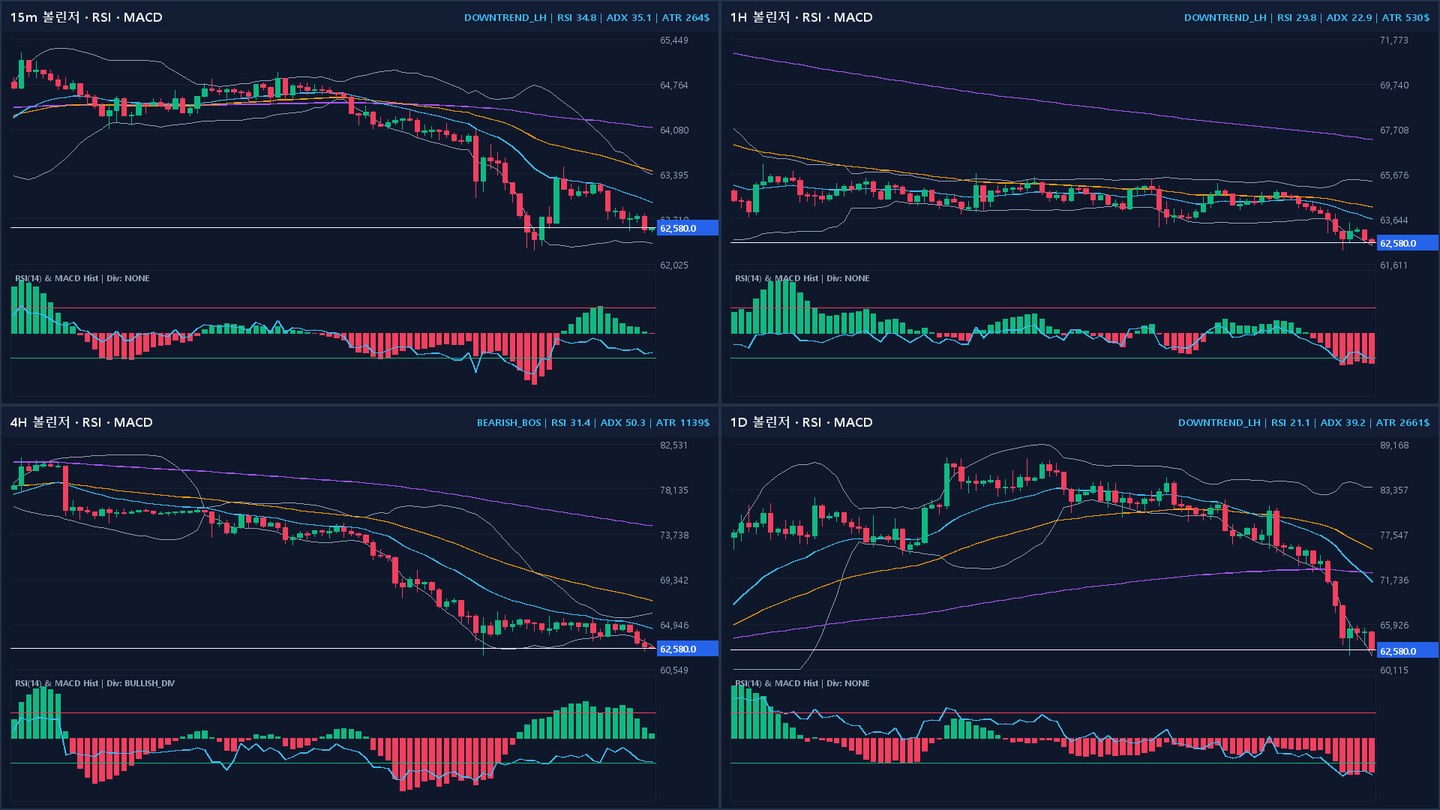 15m 볼린저 · RSI · MACD
DOWNTREND_LH | RSI 34.8 | ADX 35.1 | ATR 264$
65,449
64,764
64,080
63,395
62,580.0
62,025
RSI(14) & MACD Hist | Div: NONE
1H 볼린저 · RSI · MACD
DOWNTREND_LH | RSI 29.8 | ADX 22.9 | ATR 530$
71,773
69,740
67,708
65,676
63,644
62,580.0
61,611
RSI(14) & MACD Hist | Div: NONE
4H 볼린저 · RSI · MACD
BEARISH_BOS | RSI 31.4 | ADX 50.3 | ATR 1139$
82,531
78,135
73,738
69,342
64,946
62,580.0
60,549
RSI(14) & MACD Hist | Div: BULLISH_DIV
1D 볼린저 · RSI · MACD
DOWNTREND_LH | RSI 21.1 | ADX 39.2 | ATR 2661$
89,168
83,357
77,547
71,736
65,926
62,580.0
60,115
RSI(14) & MACD Hist | Div: NONE